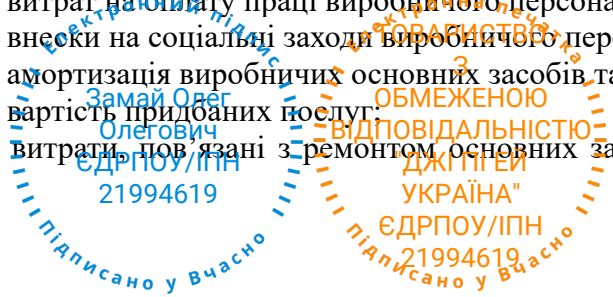 витрат на оплату праці виробничого персона
внески на соціальні заходи виробничого пер
амортизація виробничих основних засобів та
вартість придбаних послуг;
витрати, пов'язані з ремонтом основних за
Електронний підпис
Замай Олег
Олегович
ЄДРПОУ/ІПН
21994619
Підписано у Вчасно
Електронна печатка
ТОВАРИСТВО
З
ОБМЕЖЕНОЮ
ВІДПОВІДАЛЬНІСТЮ
"ДЖІ ПІ ЕЙ
УКРАЇНА"
ЄДРПОУ/ІПН
21994619
Підписано у Вчасно